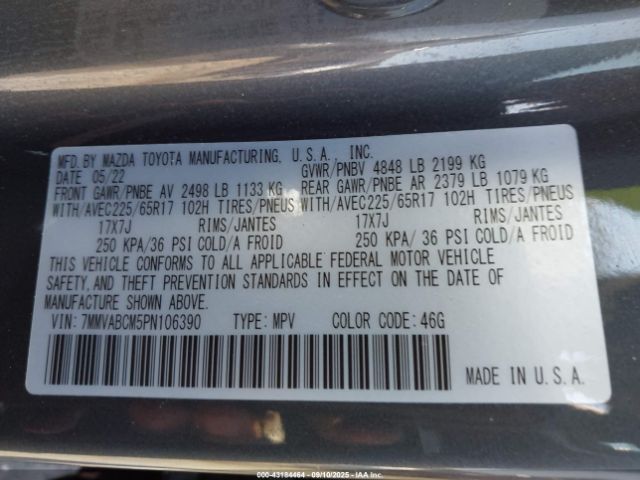 MFD.BY MAZDA TOYOTA MANUFACTURING, U.S.A., INC.
DATE 05/22 GVWR/PNBV 4848 LB 2199 KG
FRONT GAWR/PNBE AV 2498 LB 1133 KG REAR GAWR/PNBE AR 2379 LB 1079 KG
WITH/AVEC225/65R17 102H TIRES/PNEUS WITH/AVEC225/65R17 102H TIRES/PNEUS
17X7J RIMS/JANTES 17X7J RIMS/JANTES
250 KPA/36 PSI COLD/A FROID 250 KPA/ 36 PSI COLD/A FROID
THIS VEHICLE CONFORMS TO ALL APPLICABLE FEDERAL MOTOR VEHICLE
SAFETY, AND THEFT PREVENTION STANDARDS IN EFFECT ON THE DATE OF
MANUFACTURE SHOWN ABOVE.
VIN: 7MMVABCM5PN106390 TYPE: MPV COLOR CODE: 46G
MADE IN U.S.A.
000-43184464 - 09/10/2025 - IAA Inc.